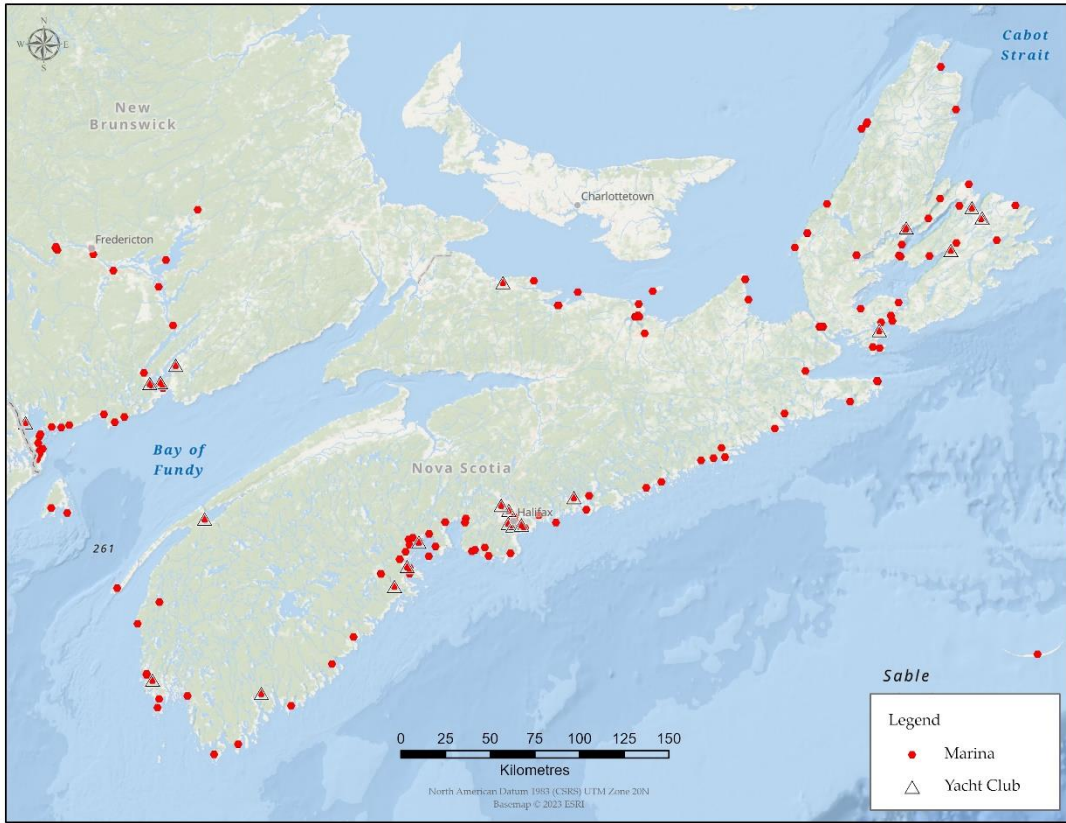 N
W E
S
Cabot
Strait
New
Brunswick
Charlottetown
Fredericton
Bay of
Fundy
Nova Scotia
Halifax
261
Sable
0 25 50 75 100 125 150
Kilometres
North American Datum 1983 (CSRS) UTM Zone 20N
Basemap © 2023 ESRI
Legend
Marina
Yacht Club